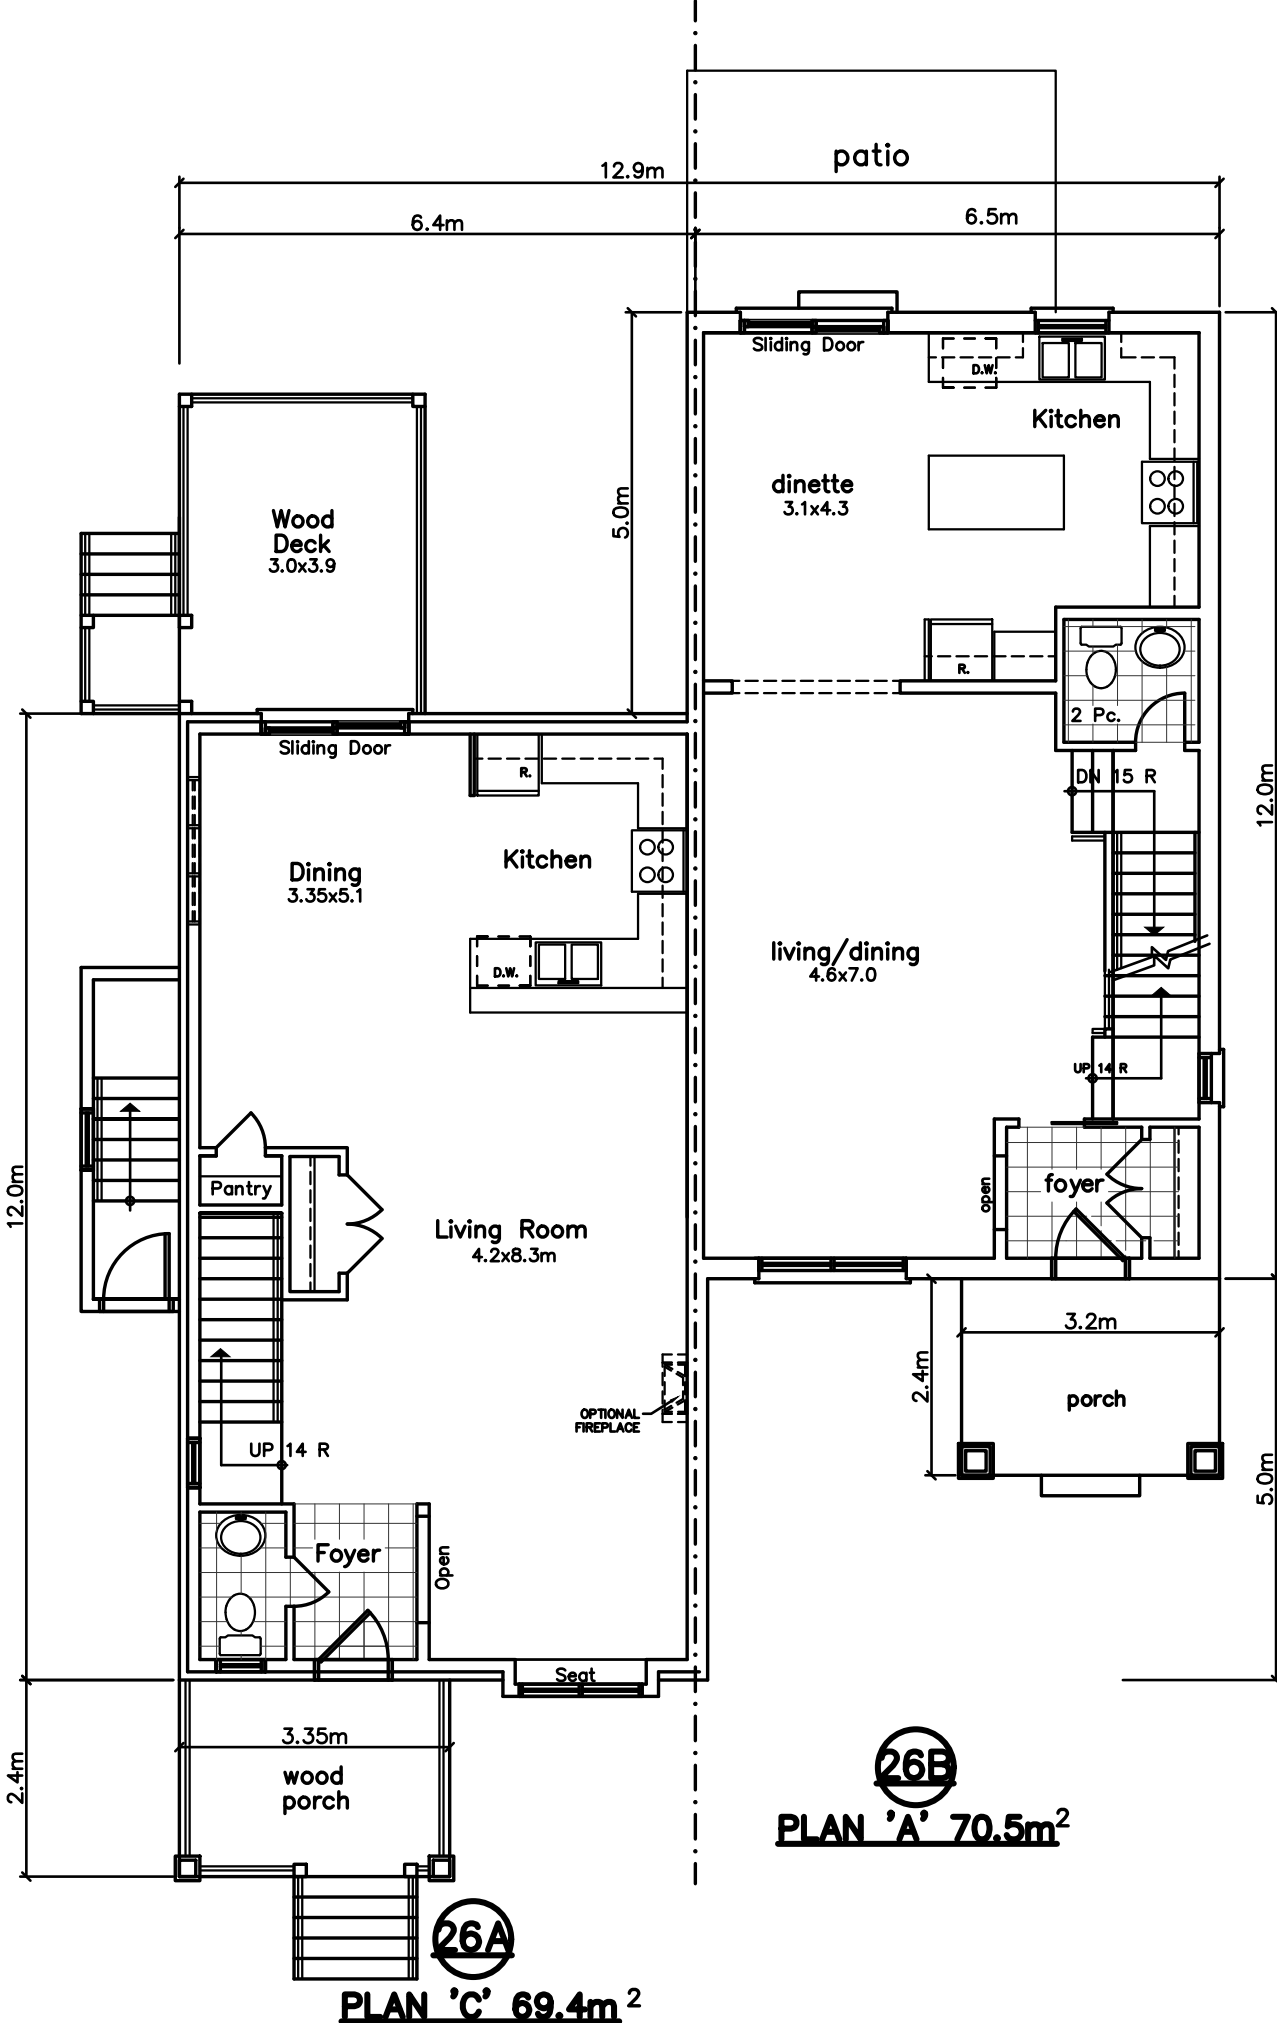 patio
12.9m
6.4m
6.5m
Sliding Door
D.W.
Kitchen
dinette
3.1x4.3
5.0m
Wood
Deck
3.0x3.9
R.
2 Pc.
Sliding Door
R.
DN 15 R
12.0m
Kitchen
Dining
3.35x5.1
living/dining
4.6x7.0
D.W.
UP 14 R
12.0m
Pantry
foyer
open
Living Room
4.2x8.3m
3.2m
2.4m
porch
OPTIONAL
FIREPLACE
UP 14 R
5.0m
Foyer
Open
Seat
3.35m
2.4m
wood
porch
26B
PLAN 'A' 70.5m2
26A
PLAN 'C' 69.4m2